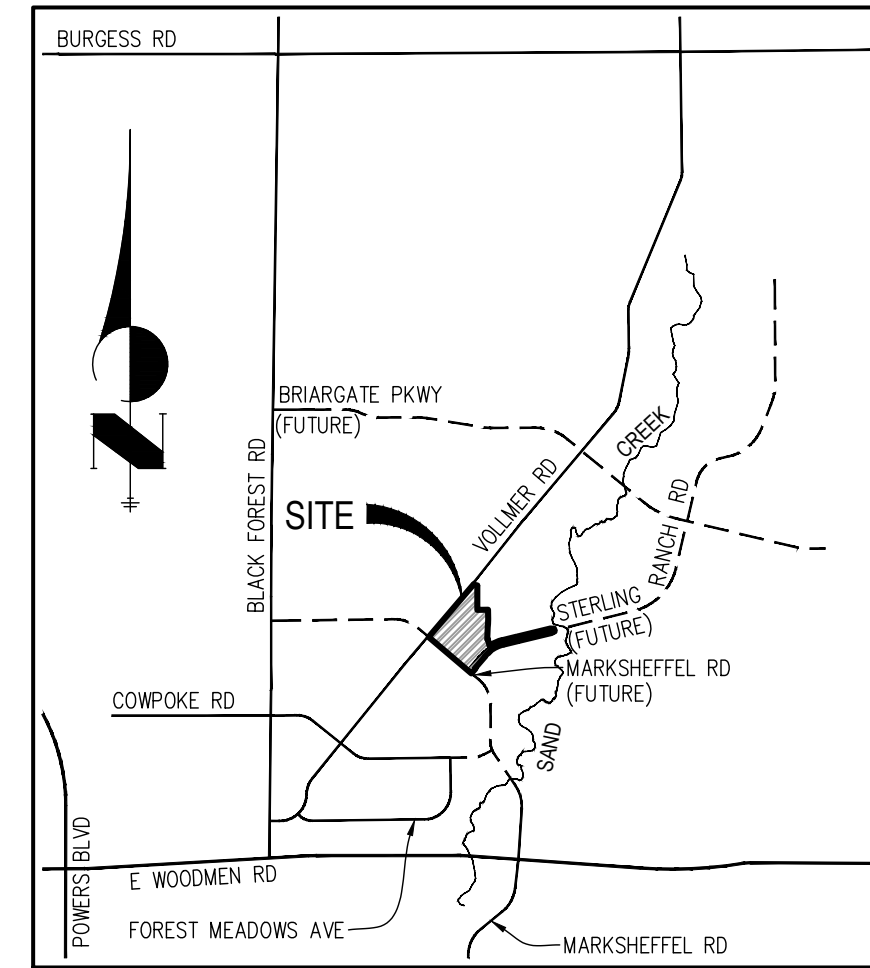 BURGESS RD
BRIARGATE PKWY
(FUTURE)
CREEK
BLACK FOREST RD
VOLLMER RD
RANCH RD
SITE
STERLING
(FUTURE)
MARKSHEFFEL RD
(FUTURE)
COWPOKE RD
SAND
POWERS BLVD
E WOODMEN RD
FOREST MEADOWS AVE
MARKSHEFFEL RD
N